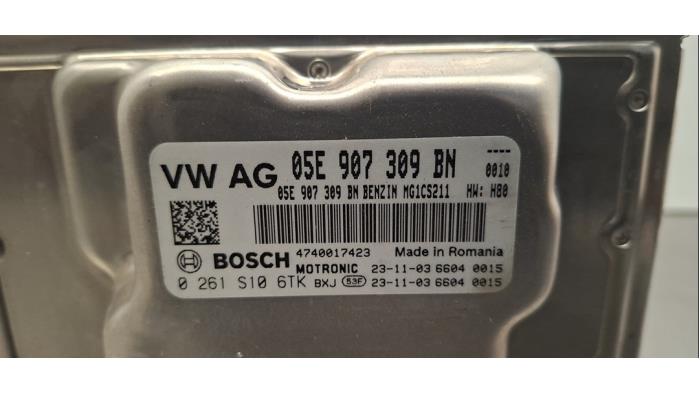 VW AG 05E 907 309 BN ----
05E 907 309 BN BENZIN MG1CS211 HW: H80 0010
BOSCH 4740017423 Made in Romania
MOTRONIC 23-11-03 6604 0015
0 261 S10 6TK BXJ 53F 23-11-03 6604 0015